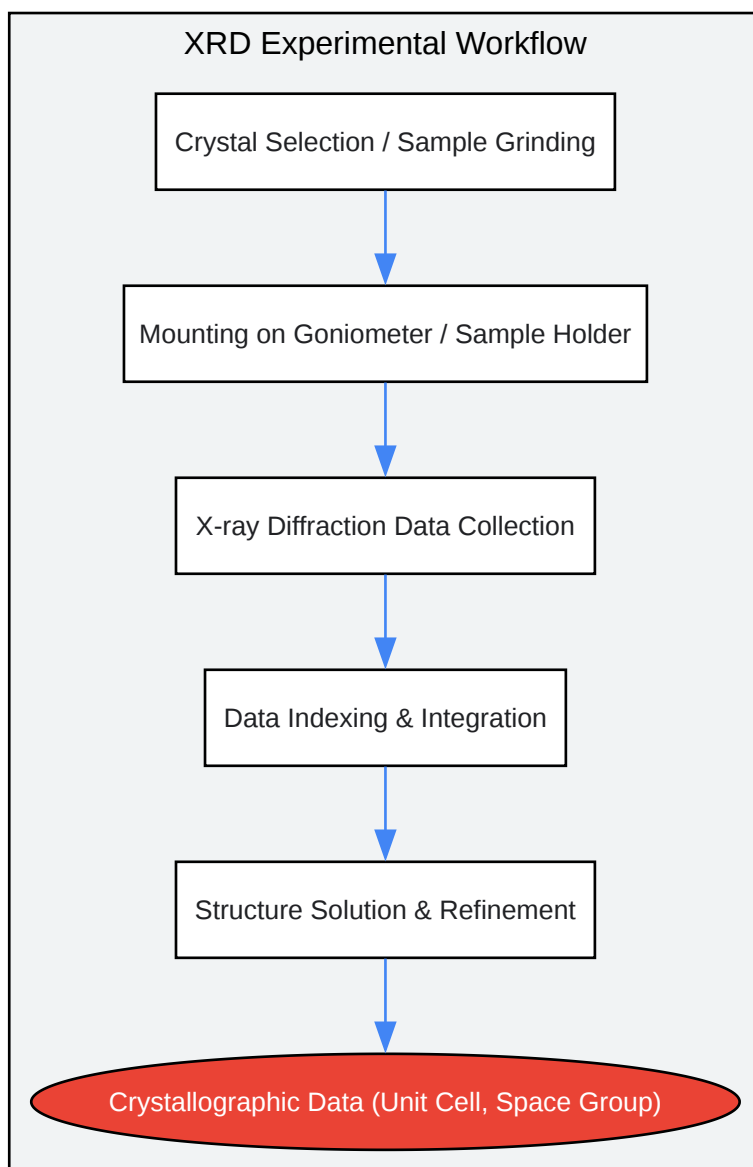 XRD Experimental Workflow
Crystal Selection / Sample Grinding
Mounting on Goniometer / Sample Holder
X-ray Diffraction Data Collection
Data Indexing & Integration
Structure Solution & Refinement
Crystallographic Data (Unit Cell, Space Group)